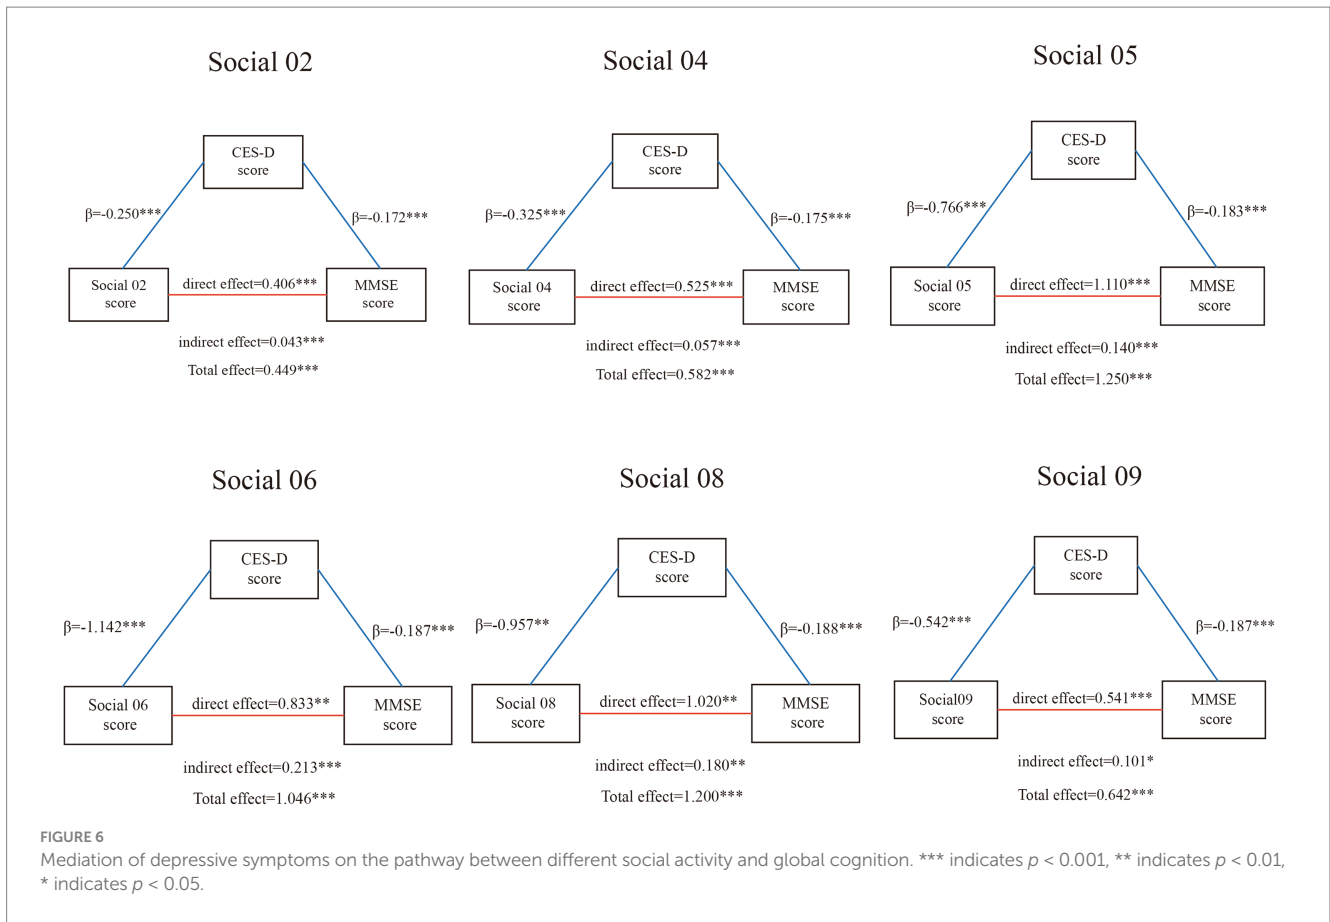 Social 02
CES-D
score
β=-0.250***
β=-0.172***
Social 02
score
direct effect=0.406***
MMSE
score
indirect effect=0.043***
Total effect=0.449***
Social 04
CES-D
score
β=-0.325***
β=-0.175***
Social 04
score
direct effect=0.525***
MMSE
score
indirect effect=0.057***
Total effect=0.582***
Social 05
CES-D
score
β=-0.766***
β=-0.183***
Social 05
score
direct effect=1.110***
MMSE
score
indirect effect=0.140***
Total effect=1.250***
Social 06
CES-D
score
β=-1.142***
β=-0.187***
Social 06
score
direct effect=0.833**
MMSE
score
indirect effect=0.213***
Total effect=1.046***
Social 08
CES-D
score
β=-0.957**
β=-0.188***
Social 08
score
direct effect=1.020**
MMSE
score
indirect effect=0.180**
Total effect=1.200***
Social 09
CES-D
score
β=-0.542***
β=-0.187***
Social09
score
direct effect=0.541***
MMSE
score
indirect effect=0.101*
Total effect=0.642***
FIGURE 6
Mediation of depressive symptoms on the pathway between different social activity and global cognition. *** indicates p < 0.001, ** indicates p < 0.01,
* indicates p < 0.05.